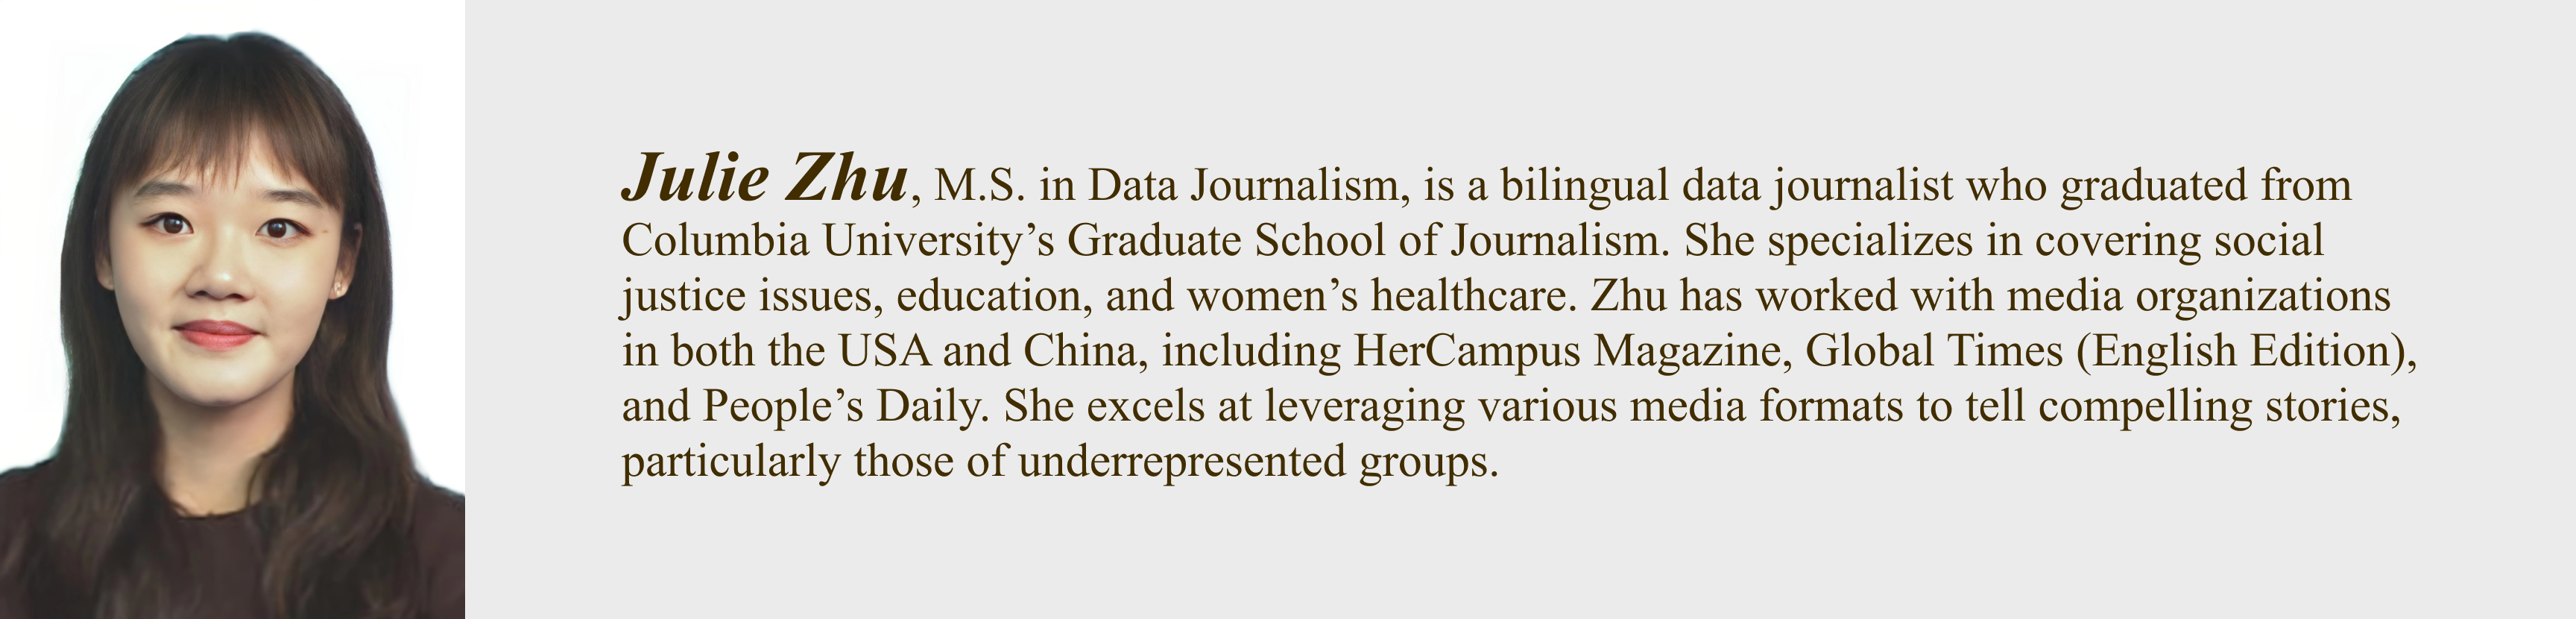 Julie Zhu, M.S. in Data Journalism, is a bilingual data journalist who graduated from
Columbia University’s Graduate School of Journalism. She specializes in covering social
justice issues, education, and women’s healthcare. Zhu has worked with media organizations
in both the USA and China, including HerCampus Magazine, Global Times (English Edition),
and People’s Daily. She excels at leveraging various media formats to tell compelling stories,
particularly those of underrepresented groups.